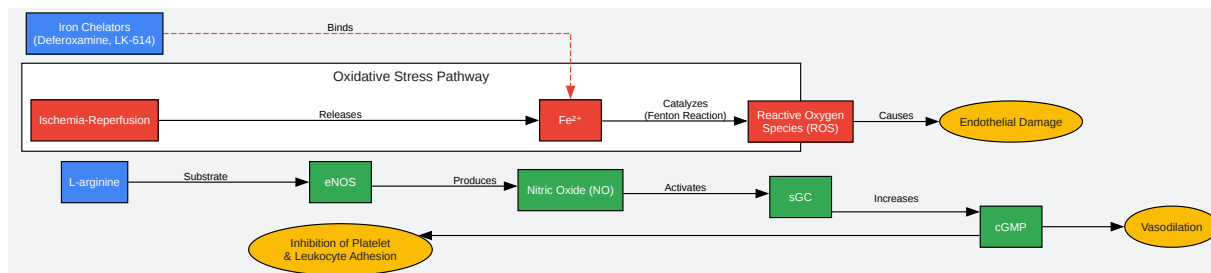 Iron Chelators
(Deferoxamine, LK-614)
Binds
Oxidative Stress Pathway
Ischemia-Reperfusion
Releases
Fe²⁺
Catalyzes
(Fenton Reaction)
Reactive Oxygen
Species (ROS)
Causes
Endothelial Damage
L-arginine
Substrate
eNOS
Produces
Nitric Oxide (NO)
Activates
sGC
Increases
cGMP
Vasodilation
Inhibition of Platelet
& Leukocyte Adhesion